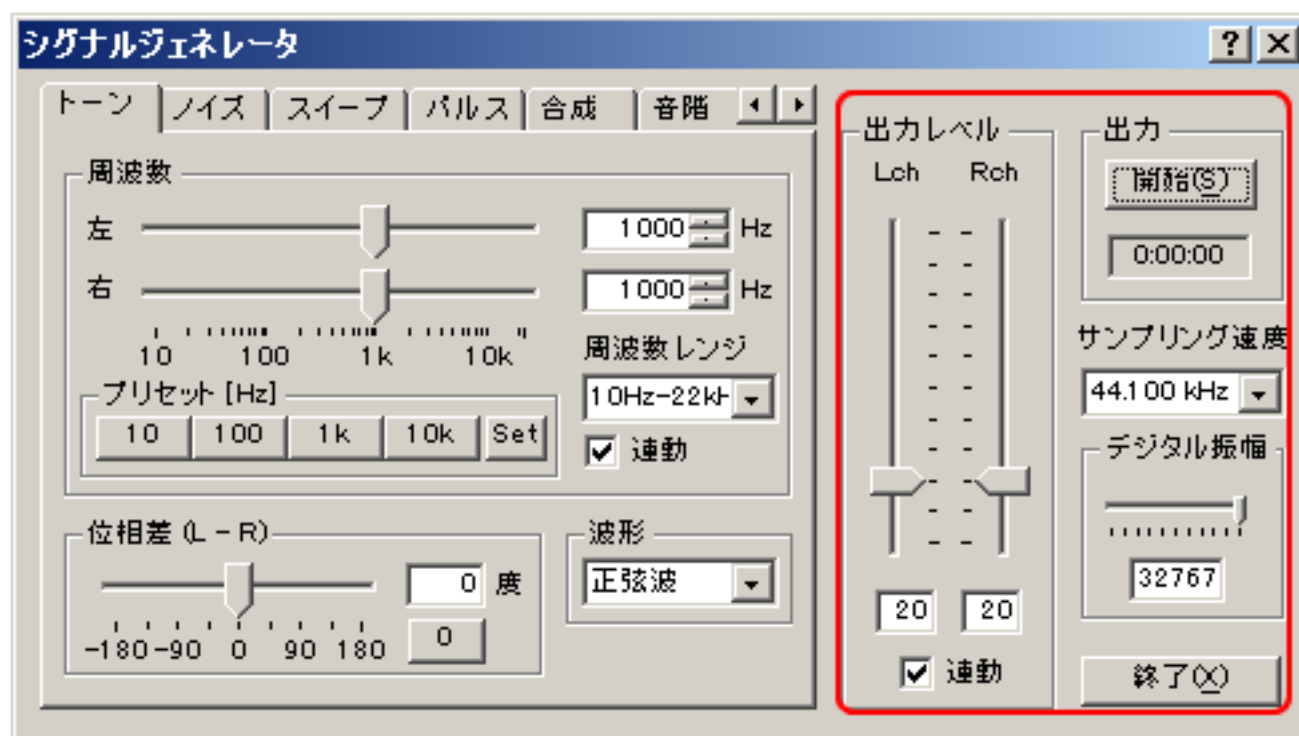 シグナルジェネレータ
トーン ノイズ スイープ パルス 合成 音階
周波数
左 1000 Hz
右 1000 Hz
10 100 1k 10k
周波数レンジ
10Hz-22kH
連動
プリセット [Hz]
10 100 1k 10k Set
位相差 (L - R)
0 度
-180 -90 0 90 180
0
波形
正弦波
出力レベル
Lch Rch
20 20
連動
出力
開始(S)
0:00:00
サンプリング速度
44.100 kHz
デジタル振幅
32767
終了(X)